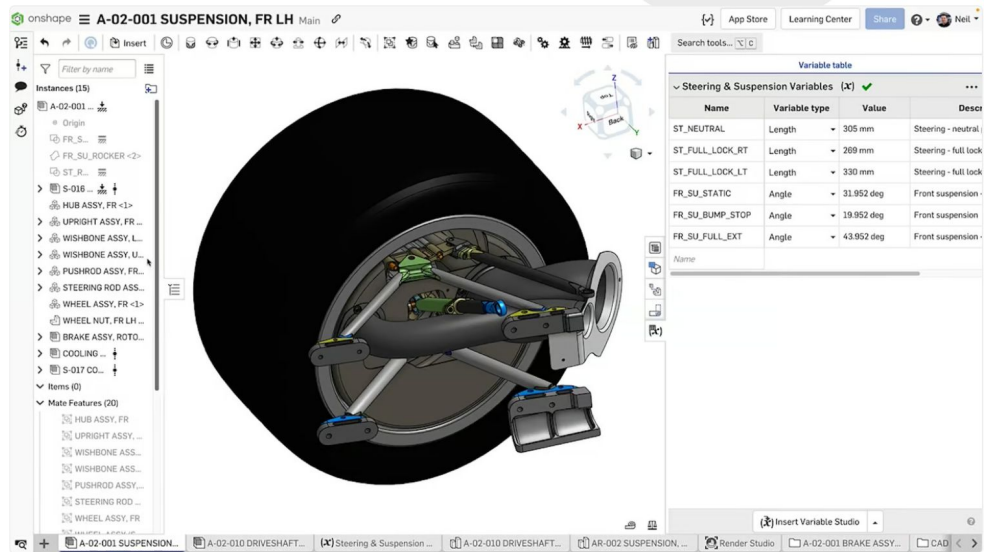 onshape A-02-001 SUSPENSION, FR LH Main App Store Learning Center Share Neil
Insert Search tools... ⌥ C
Filter by name
Instances (15)
A-02-001 ...
Origin
FR_S...
FR_SU_ROCKER <2>
ST_R...
S-016 ...
HUB ASSY, FR <1>
UPRIGHT ASSY, FR ...
WISHBONE ASSY, L...
WISHBONE ASSY, U...
PUSHROD ASSY, FR...
STEERING ROD ASS...
WHEEL ASSY, FR <1>
WHEEL NUT, FR LH ...
BRAKE ASSY, ROTO...
COOLING ...
S-017 CO...
Items (0)
Mate Features (20)
HUB ASSY, FR
UPRIGHT ASSY, ...
WISHBONE ASS...
WISHBONE ASS...
PUSHROD ASSY,...
STEERING ROD ...
WHEEL ASSY, FR
Z
X
Y
Back
Variable table
Steering & Suspension Variables (x)
Name Variable type Value Descr
ST_NEUTRAL Length 305 mm Steering - neutral
ST_FULL_LOCK_RT Length 269 mm Steering - full lock
ST_FULL_LOCK_LT Length 330 mm Steering - full lock
FR_SU_STATIC Angle 31.952 deg Front suspension -
FR_SU_BUMP_STOP Angle 19.952 deg Front suspension
FR_SU_FULL_EXT Angle 43.952 deg Front suspension -
Name
Insert Variable Studio
A-02-001 SUSPENSION... A-02-010 DRIVESHAFT... (x) Steering & Suspension ... A-02-010 DRIVESHAFT... AR-002 SUSPENSION, ... Render Studio A-02-001 BRAKE ASSY... CAD